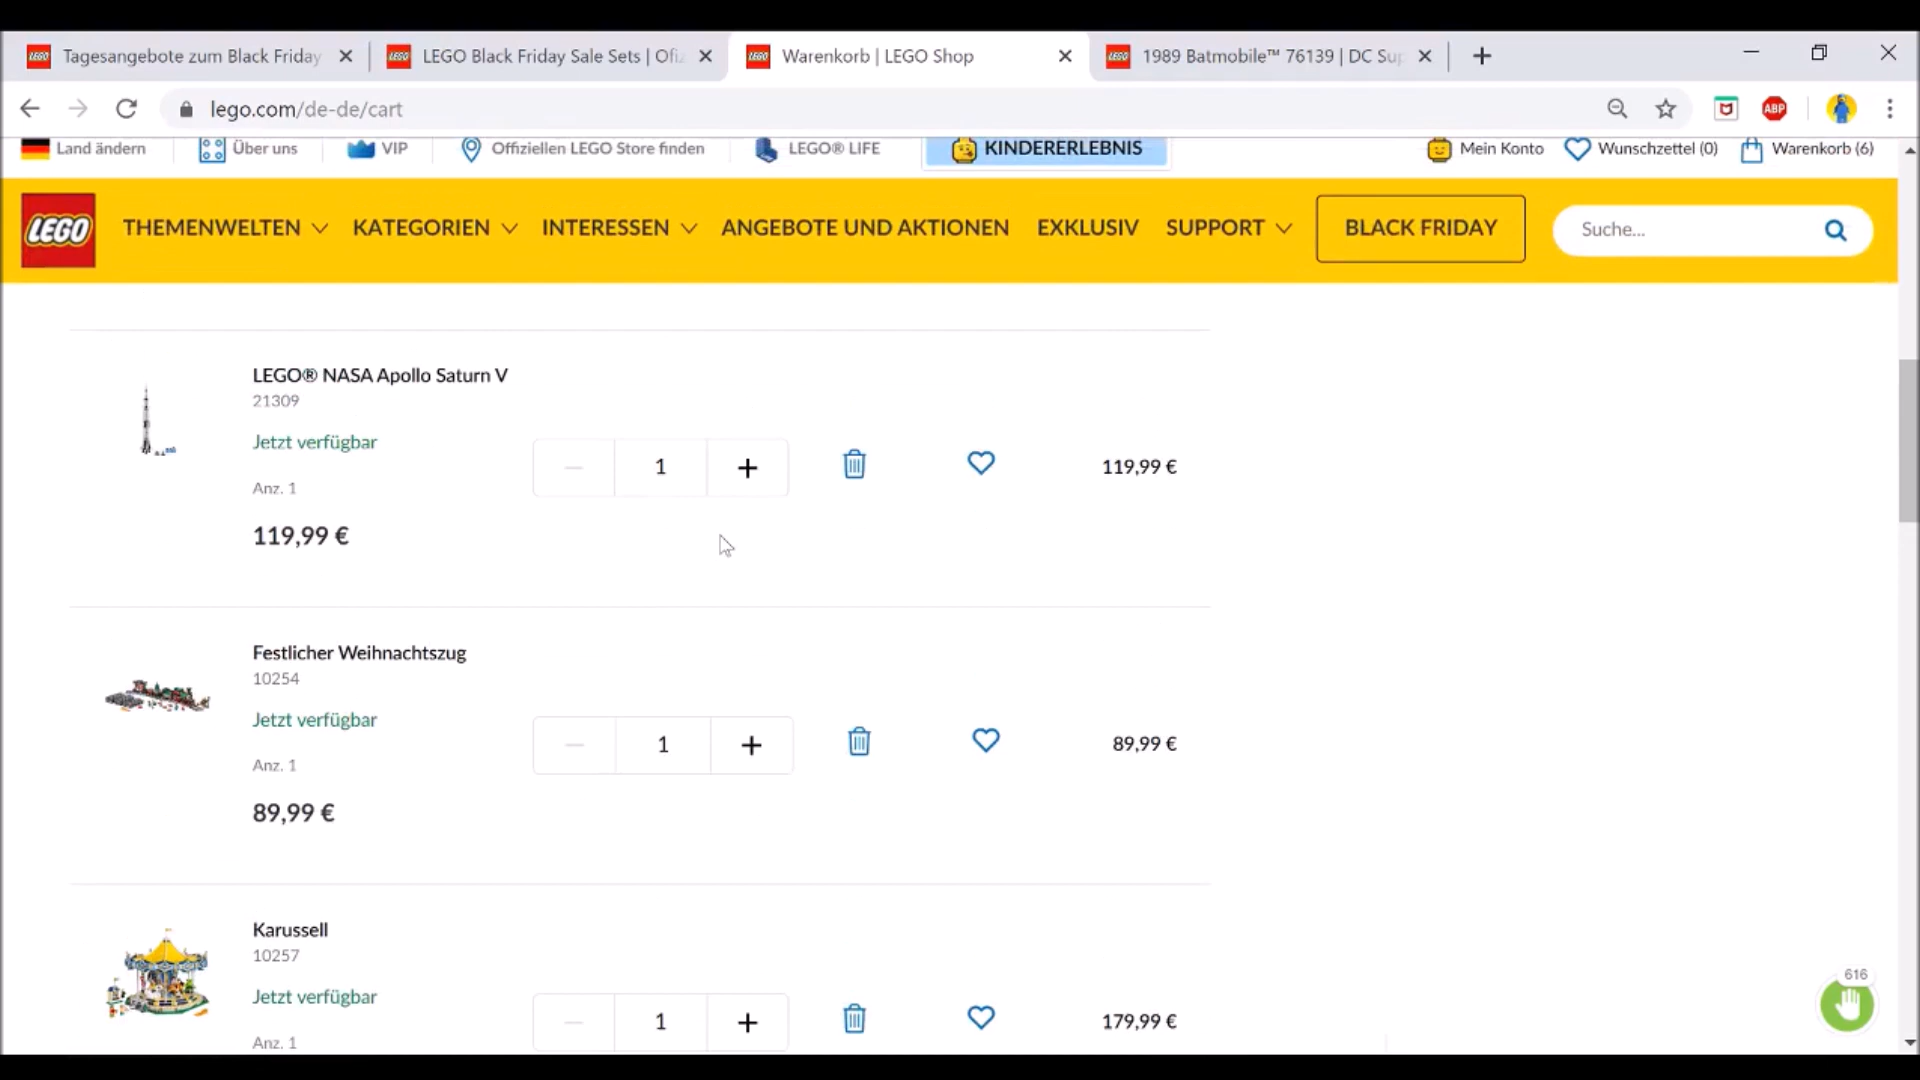 Tagesangebote zum Black Friday
LEGO Black Friday Sale Sets | Ofi
Warenkorb | LEGO Shop
1989 Batmobile™ 76139 | DC Sup
lego.com/de-de/cart
ABP
Land ändern
Über uns
VIP
Offiziellen LEGO Store finden
LEGO® LIFE
KINDERERLEBNIS
Mein Konto
Wunschzettel (0)
Warenkorb (6)
LEGO
THEMENWELTEN
KATEGORIEN
INTERESSEN
ANGEBOTE UND AKTIONEN
EXKLUSIV
SUPPORT
BLACK FRIDAY
Suche...
LEGO® NASA Apollo Saturn V
21309
Jetzt verfügbar
1
119,99 €
Anz. 1
119,99 €
Festlicher Weihnachtszug
10254
Jetzt verfügbar
1
89,99 €
Anz. 1
89,99 €
Karussell
10257
Jetzt verfügbar
1
179,99 €
Anz. 1
616